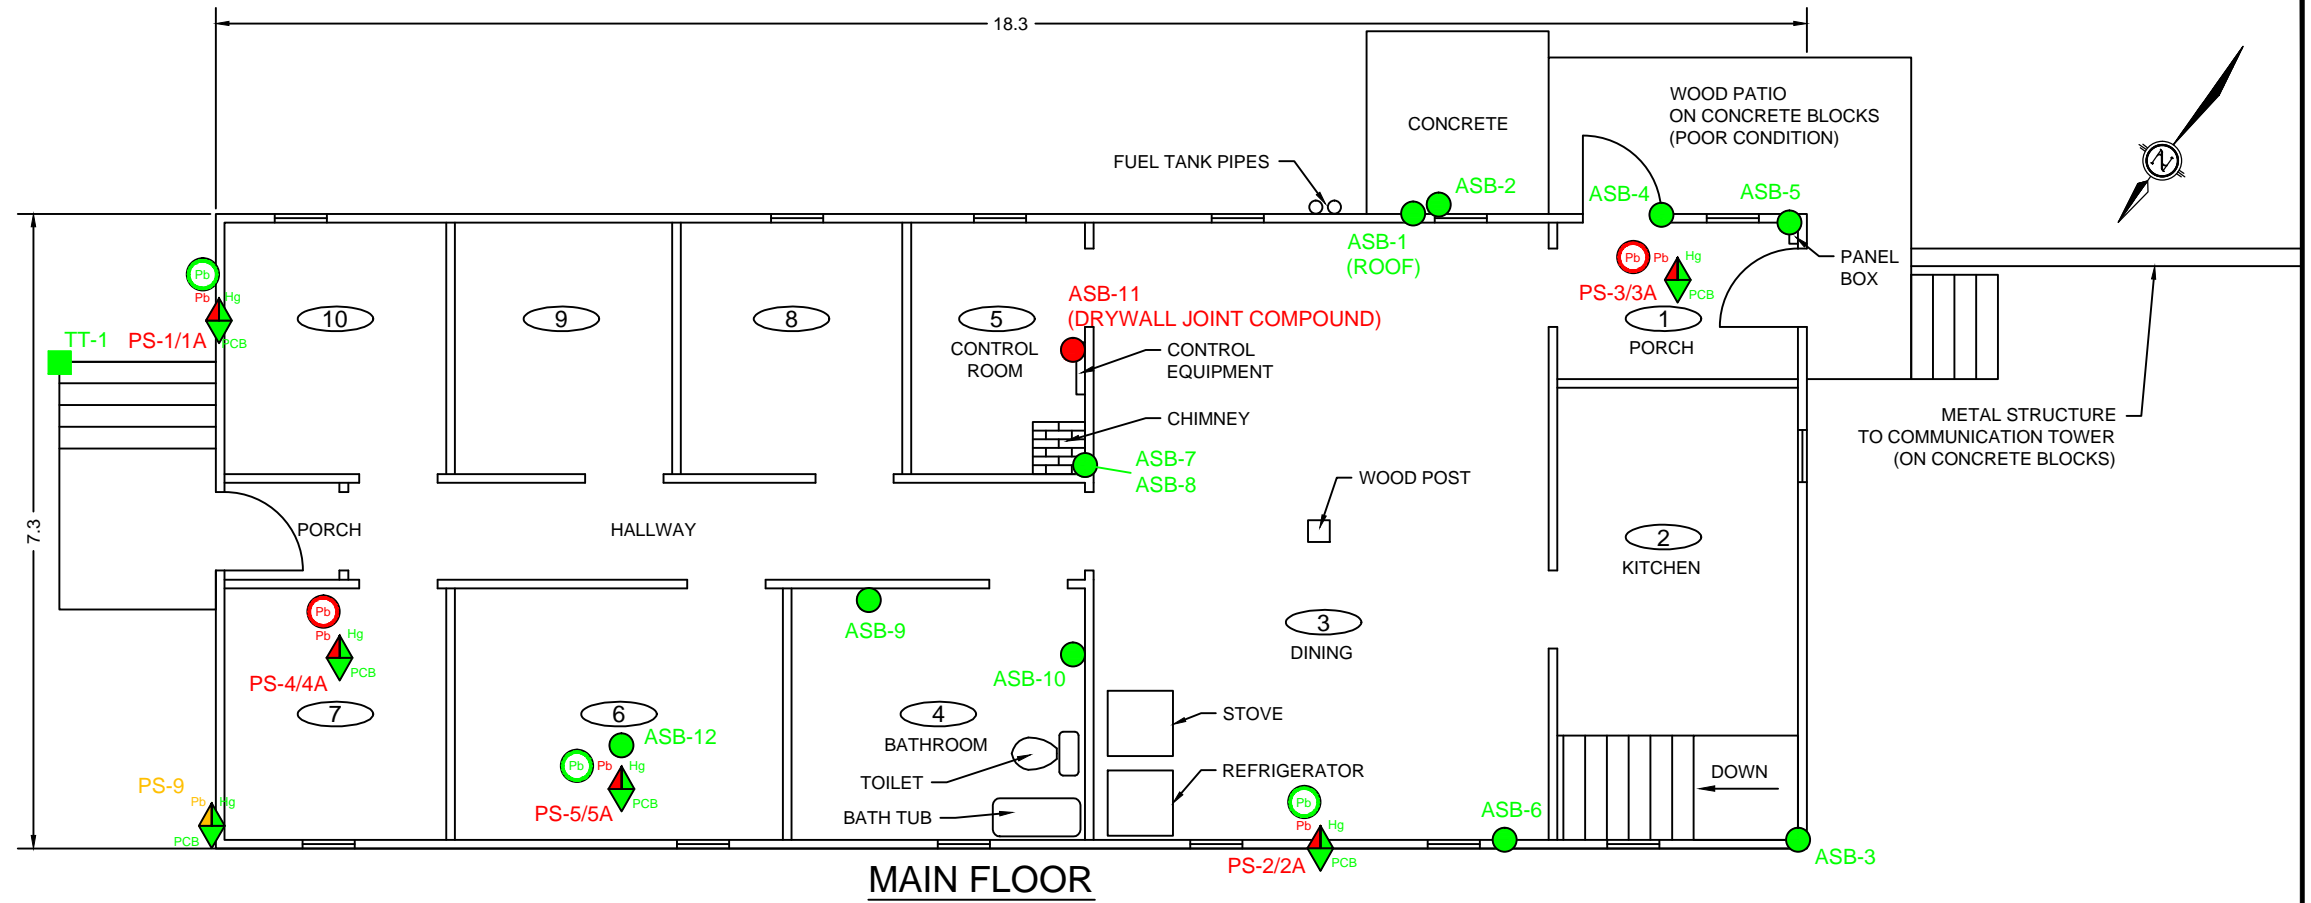 18.3
WOOD PATIO
ON CONCRETE BLOCKS
(POOR CONDITION)
CONCRETE
FUEL TANK PIPES
ASB-2
ASB-4
ASB-5
N
ASB-1
(ROOF)
PANEL
BOX
Pb
Pb
Hg
PCB
PS-1/1A
TT-1
10
9
8
5
CONTROL
ROOM
ASB-11
(DRYWALL JOINT COMPOUND)
CONTROL
EQUIPMENT
CHIMNEY
ASB-7
ASB-8
Pb
Pb
Hg
PCB
PS-3/3A
1
PORCH
METAL STRUCTURE
TO COMMUNICATION TOWER
(ON CONCRETE BLOCKS)
WOOD POST
7.3
PORCH
HALLWAY
2
KITCHEN
Pb
Pb
Hg
PCB
PS-4/4A
7
ASB-9
ASB-10
3
DINING
6
ASB-12
Pb
Pb
Hg
PCB
PS-5/5A
4
BATHROOM
TOILET
BATH TUB
STOVE
REFRIGERATOR
DOWN
PS-9
Pb
Hg
PCB
Pb
Pb
Hg
PCB
PS-2/2A
ASB-6
ASB-3
MAIN FLOOR